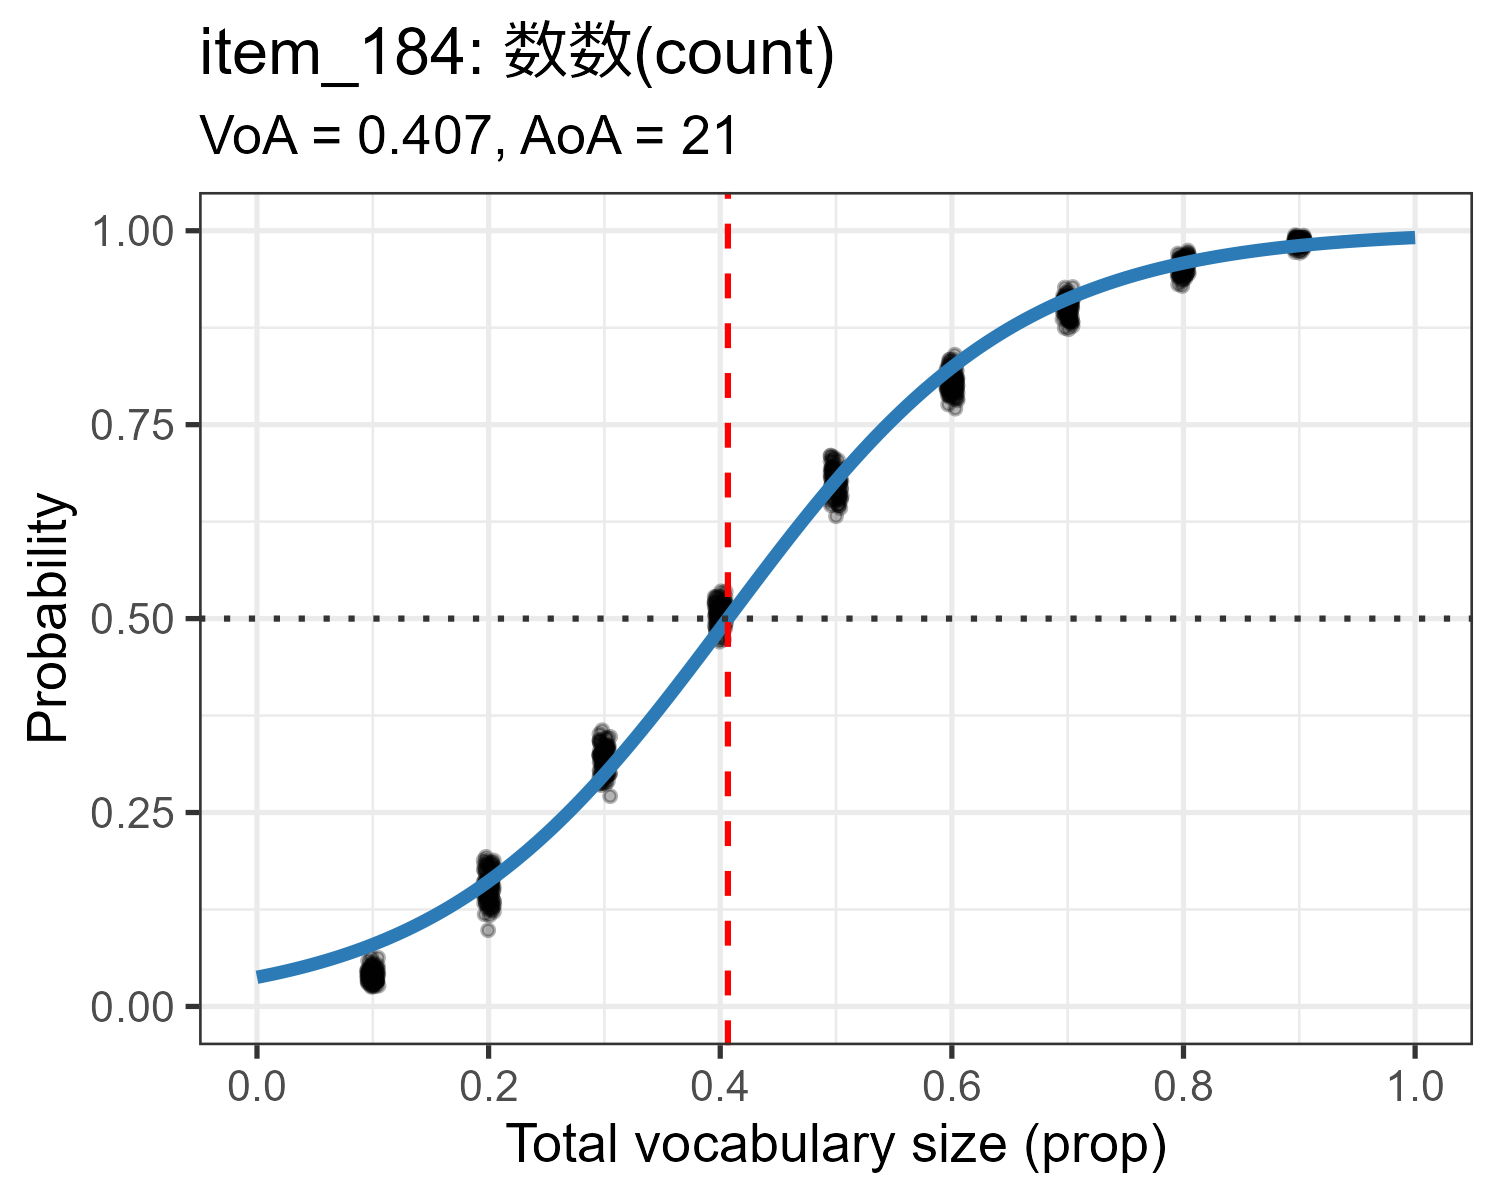 item_184: 数数(count)
VoA = 0.407, AoA = 21
1.00
0.75
0.50
0.25
0.00
Probability
0.0 0.2 0.4 0.6 0.8 1.0
Total vocabulary size (prop)